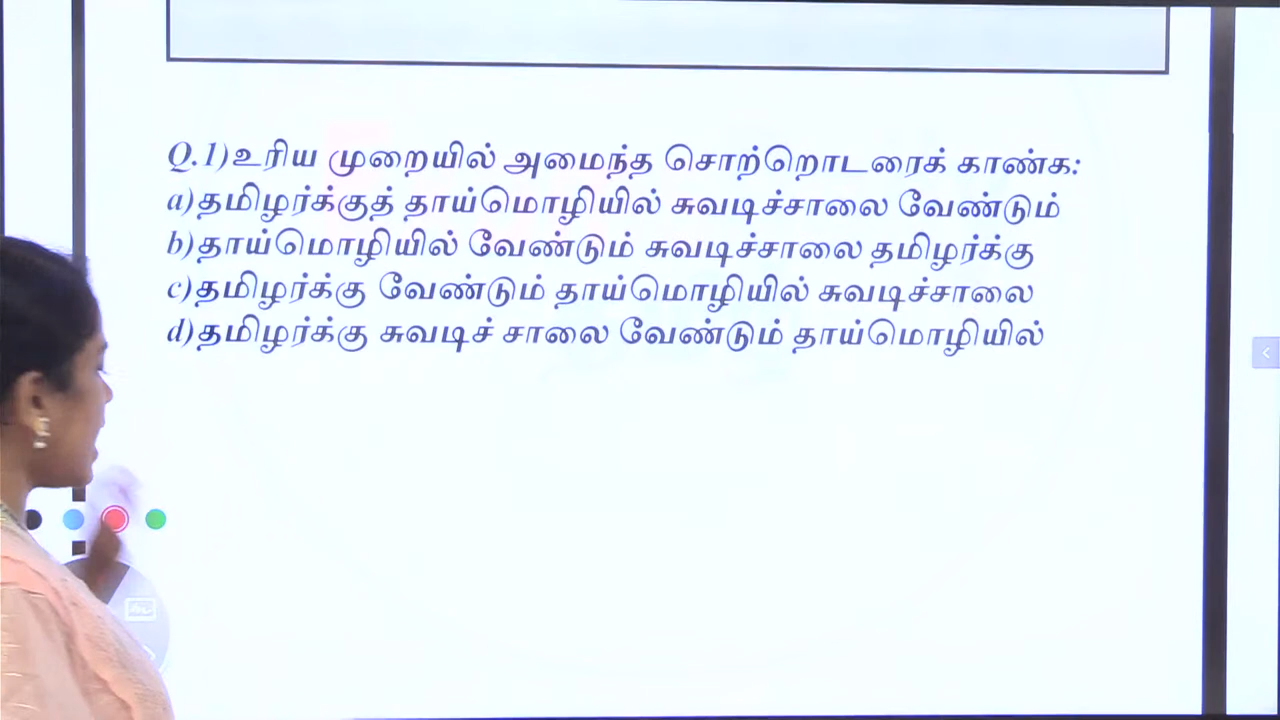 Q.1)உரிய முறையில் அமைந்த சொற்றொடரைக் காண்க:
a)தமிழர்க்குத் தாய்மொழியில் சுவடிச்சாலை வேண்டும்
b)தாய்மொழியில் வேண்டும் சுவடிச்சாலை தமிழர்க்கு
c)தமிழர்க்கு வேண்டும் தாய்மொழியில் சுவடிச்சாலை
d)தமிழர்க்கு சுவடிச் சாலை வேண்டும் தாய்மொழியில்